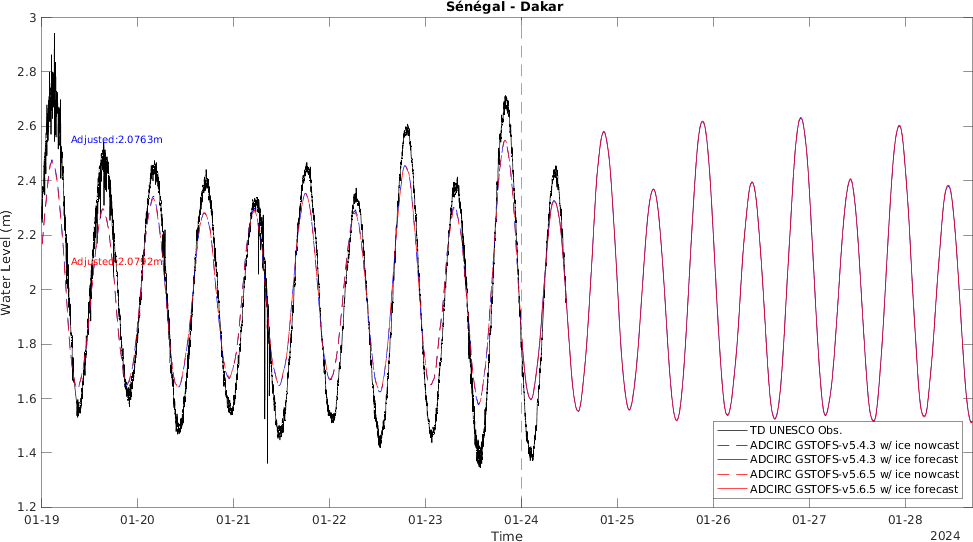 Sénégal - Dakar
3
2.8
2.6
2.4
2.2
2
1.8
1.6
1.4
1.2
Water Level (m)
Adjusted:2.0763m
Adjusted:2.0792m
TD UNESCO Obs.
ADCIRC GSTOFS-v5.4.3 w/ ice nowcast
ADCIRC GSTOFS-v5.4.3 w/ ice forecast
ADCIRC GSTOFS-v5.6.5 w/ ice nowcast
ADCIRC GSTOFS-v5.6.5 w/ ice forecast
01-19 01-20 01-21 01-22 01-23 01-24 01-25 01-26 01-27 01-28
Time
2024